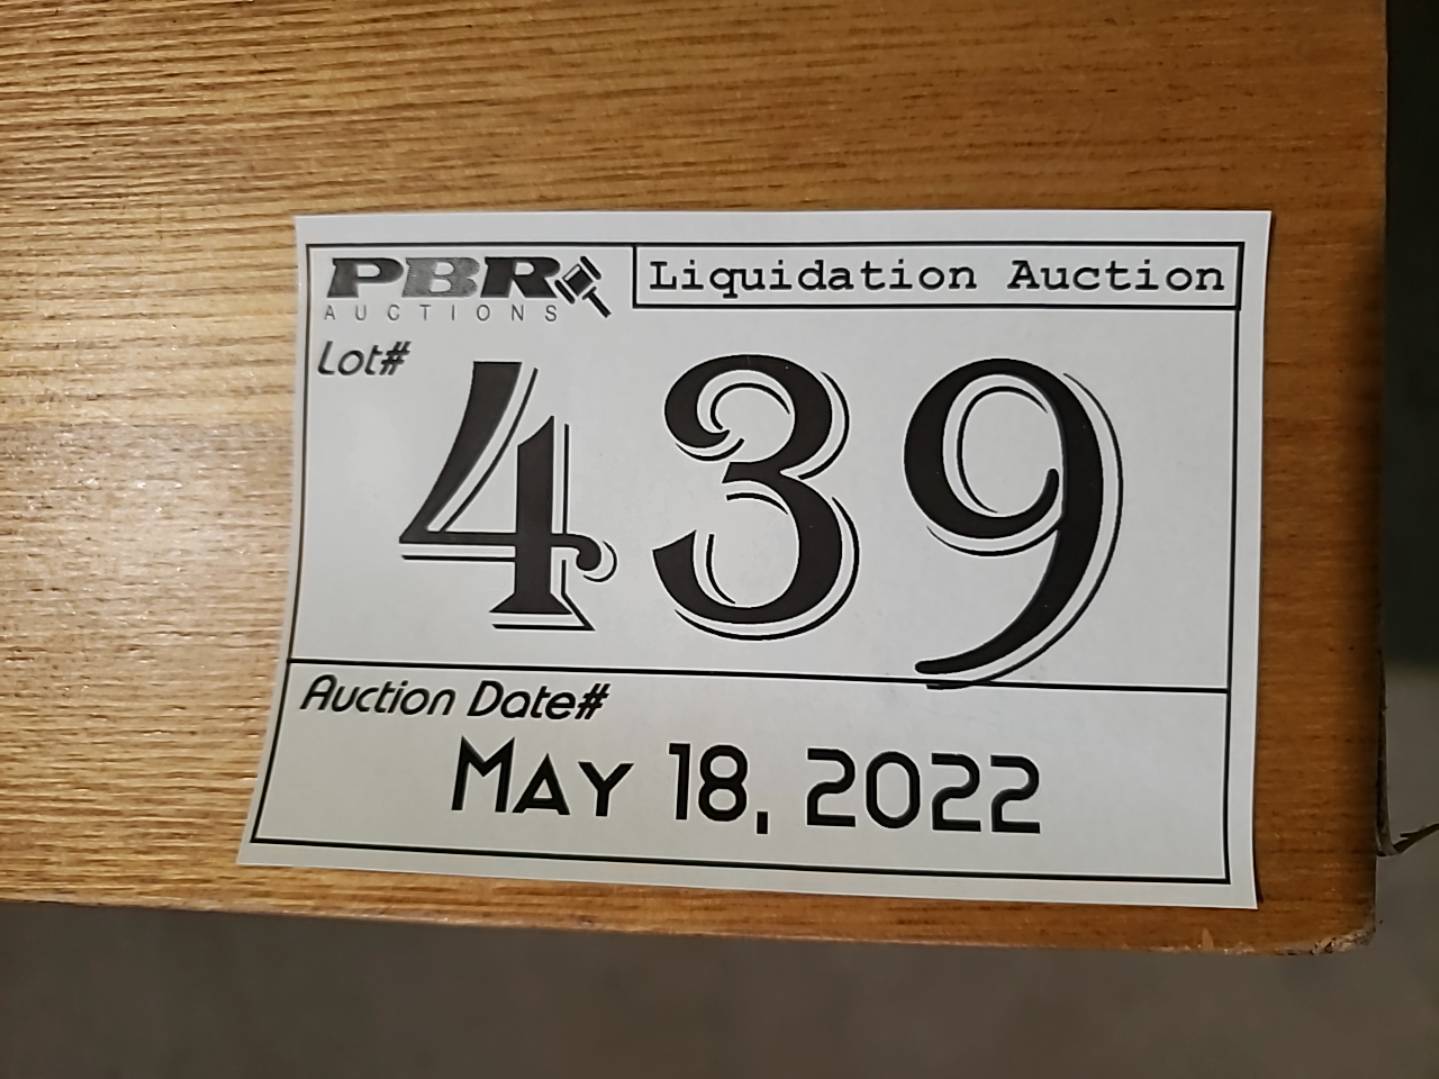 PBR
AUCTIONS
Liquidation Auction
Lot#
439
Auction Date#
May 18, 2022